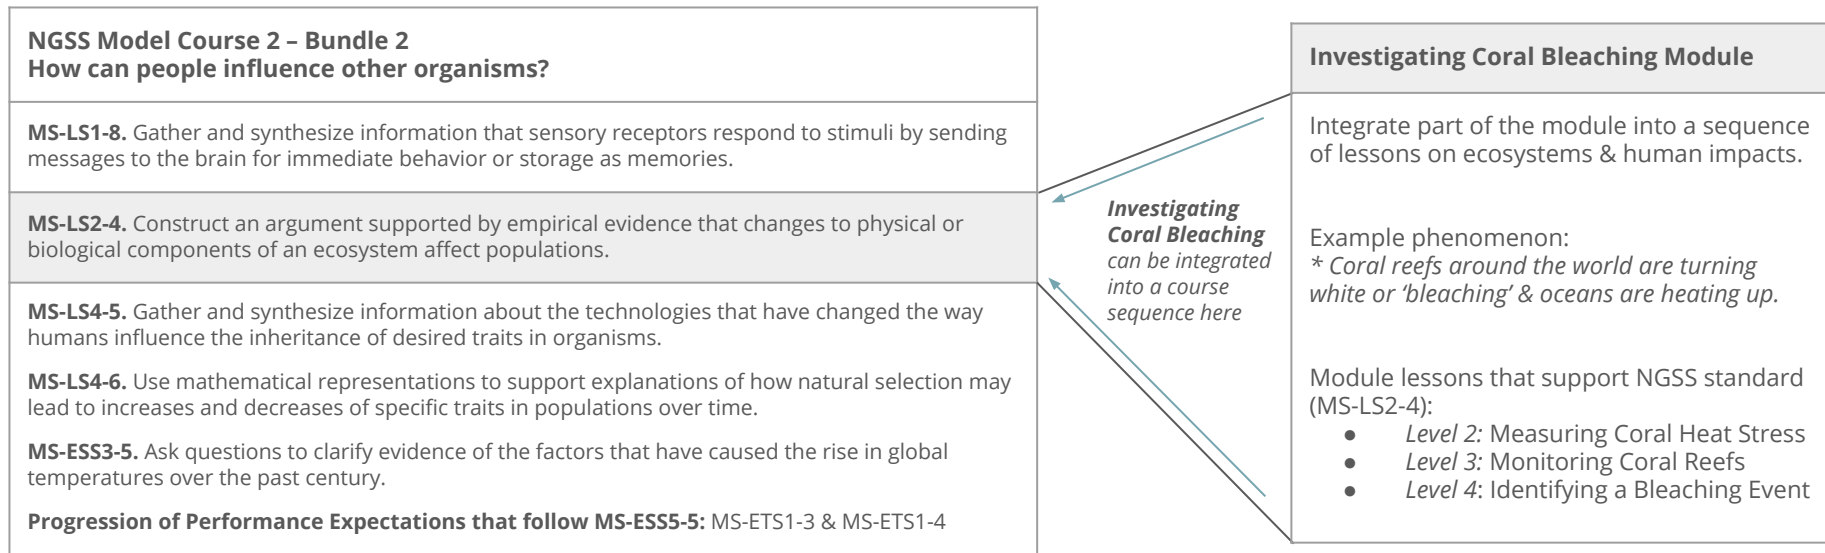 NGSS Model Course 2 – Bundle 2
How can people influence other organisms?
MS-LS1-8. Gather and synthesize information that sensory receptors respond to stimuli by sending
messages to the brain for immediate behavior or storage as memories.
MS-LS2-4. Construct an argument supported by empirical evidence that changes to physical or
biological components of an ecosystem affect populations.
MS-LS4-5. Gather and synthesize information about the technologies that have changed the way
humans influence the inheritance of desired traits in organisms.
MS-LS4-6. Use mathematical representations to support explanations of how natural selection may
lead to increases and decreases of specific traits in populations over time.
MS-ESS3-5. Ask questions to clarify evidence of the factors that have caused the rise in global
temperatures over the past century.
Progression of Performance Expectations that follow MS-ESS5-5: MS-ETS1-3 & MS-ETS1-4
Investigating
Coral Bleaching
can be integrated
into a course
sequence here
Investigating Coral Bleaching Module
Integrate part of the module into a sequence
of lessons on ecosystems & human impacts.
Example phenomenon:
* Coral reefs around the world are turning
white or ‘bleaching’ & oceans are heating up.
Module lessons that support NGSS standard
(MS-LS2-4):
● Level 2: Measuring Coral Heat Stress
● Level 3: Monitoring Coral Reefs
● Level 4: Identifying a Bleaching Event